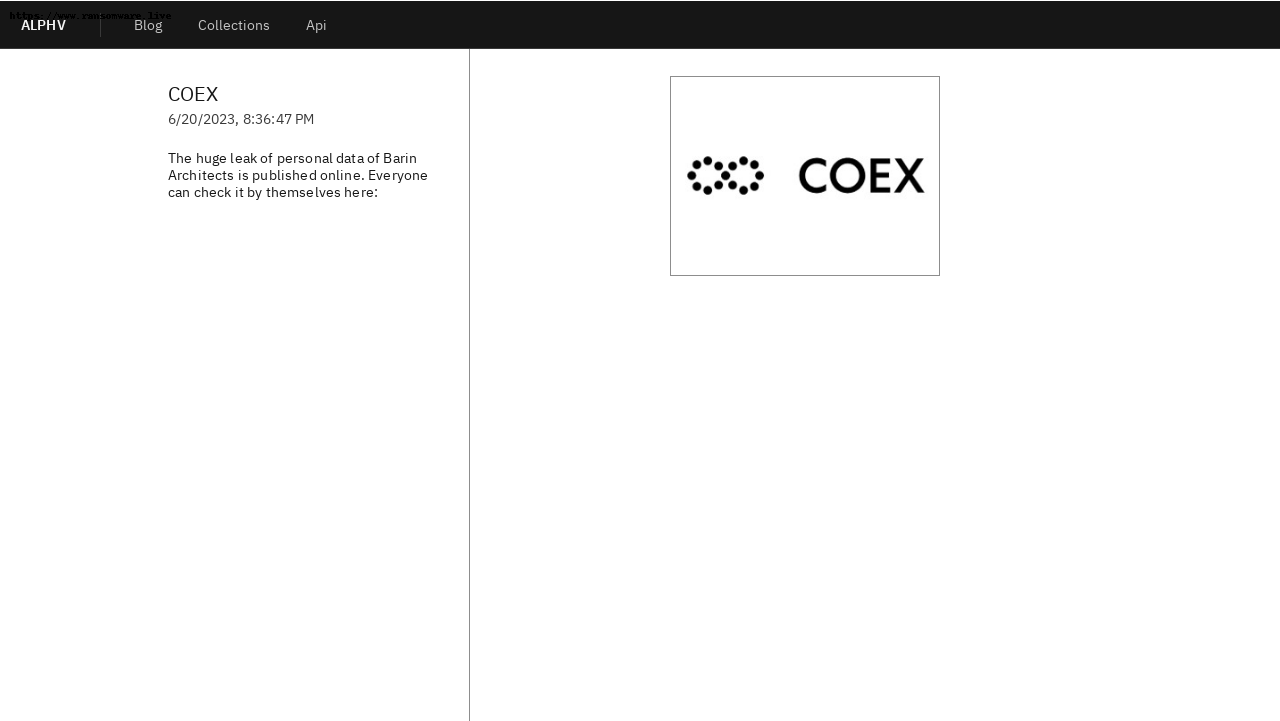 https://www.ransomware.live
ALPHV Blog Collections Api
COEX
6/20/2023, 8:36:47 PM
The huge leak of personal data of Barin
Architects is published online. Everyone
can check it by themselves here:
COEX